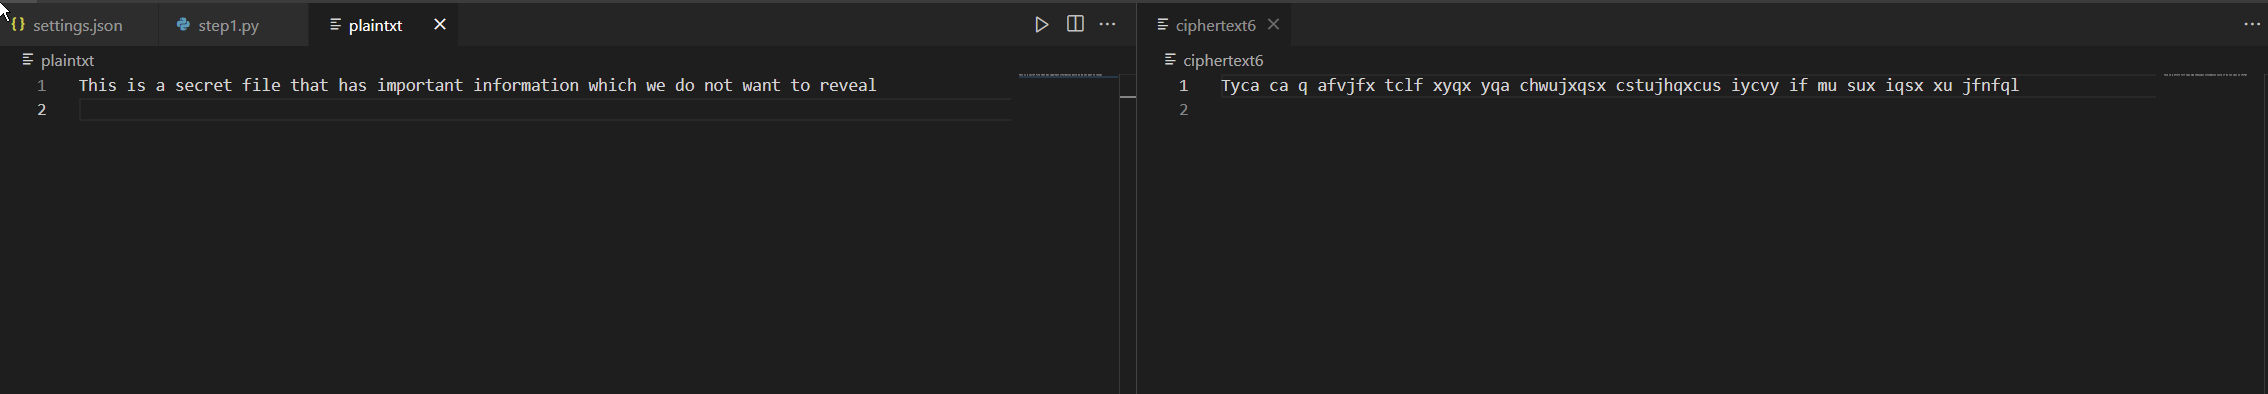 settings.json step1.py plaintxt
plaintxt
1 This is a secret file that has important information which we do not want to reveal
2
ciphertext6
ciphertext6
1 Tyca ca q afvjfx tclf xyqx yqa chwujxqsx cstujhqxcus iycvy if mu sux iqsx xu jfnfql
2